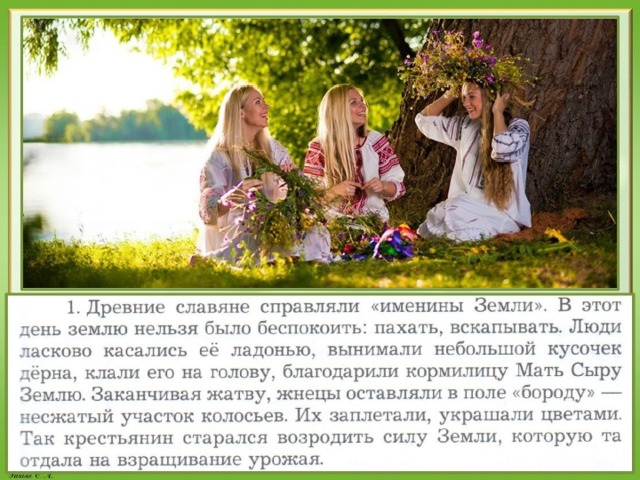 1. Древние славяне справляли «именины Земли». В этот
день землю нельзя было беспокоить: пахать, вскапывать. Люди
ласково касались её ладонью, вынимали небольшой кусочек
дёрна, клали его на голову, благодарили кормилицу Мать Сыру
Землю. Заканчивая жатву, жнецы оставляли в поле «бороду» —
несжатый участок колосьев. Их заплетали, украшали цветами.
Так крестьянин старался возродить силу Земли, которую та
отдала на взращивание урожая.